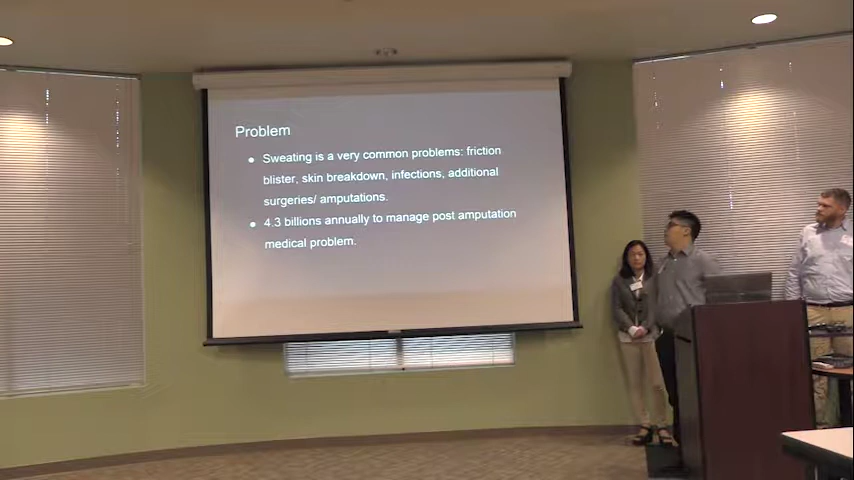 Problem
● Sweating is a very common problems: friction
blister, skin breakdown, infections, additional
surgeries/ amputations.
● 4.3 billions annually to manage post amputation
medical problem.